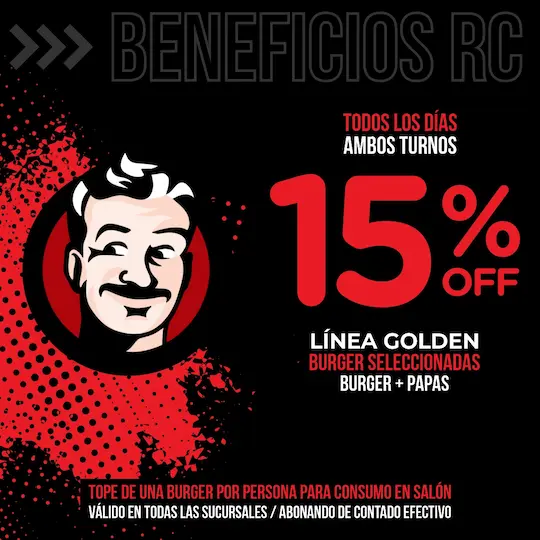 >>> BENEFICIOS RC
TODOS LOS DÍAS
AMBOS TURNOS
15% OFF
LÍNEA GOLDEN
BURGER SELECCIONADAS
BURGER + PAPAS
TOPE DE UNA BURGER POR PERSONA PARA CONSUMO EN SALÓN
VÁLIDO EN TODAS LAS SUCURSALES / ABONANDO DE CONTADO EFECTIVO